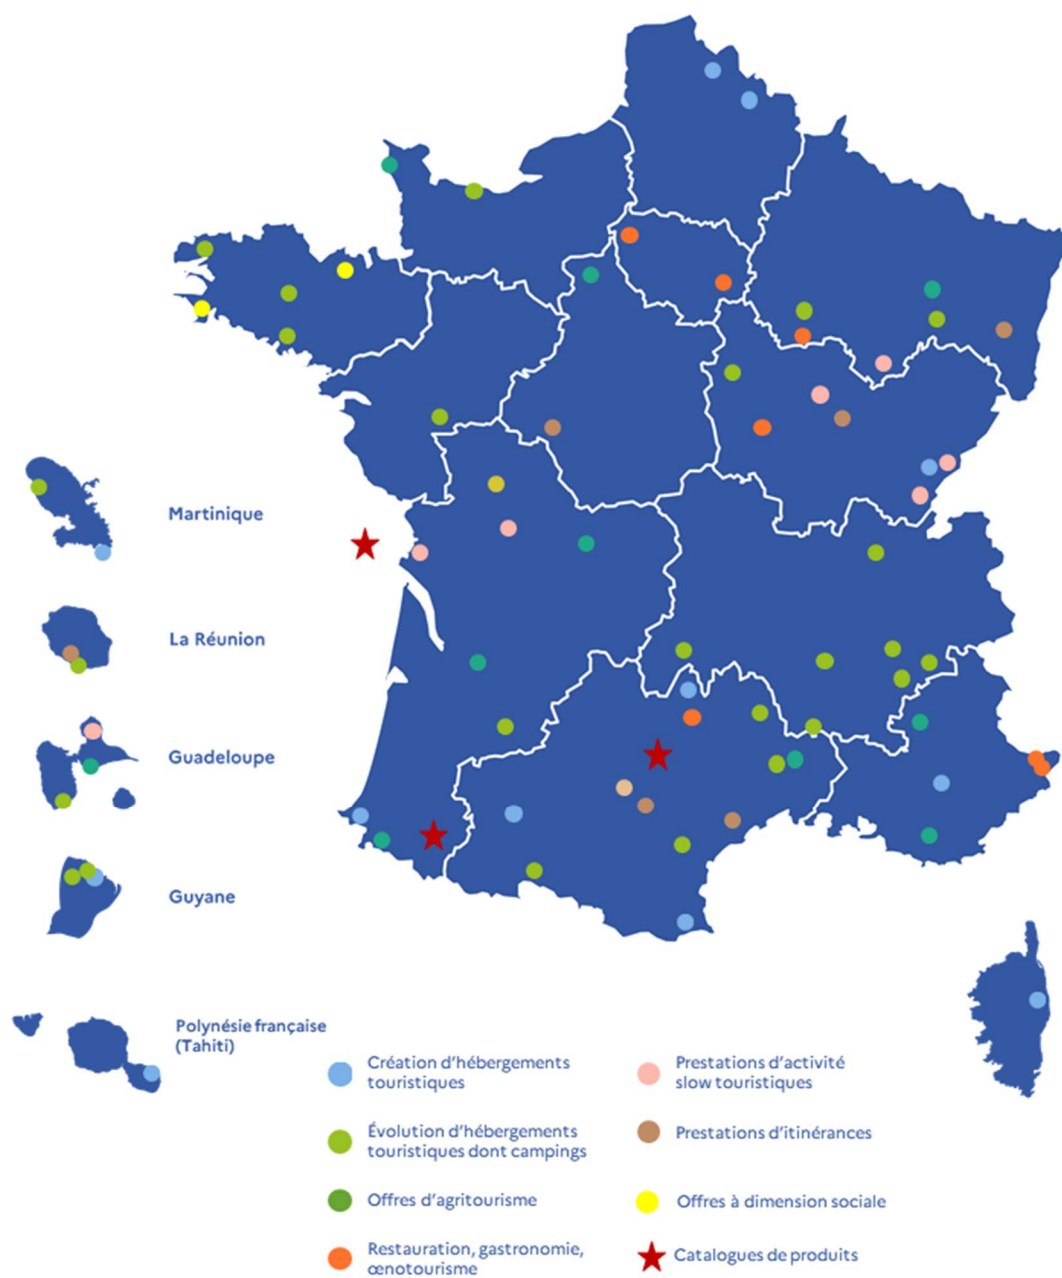 Martinique
La Réunion
Guadeloupe
Guyane
Polynésie française
(Tahiti)
Création d'hébergements
touristiques
Évolution d'hébergements
touristiques dont campings
Offres d'agritourisme
Restauration, gastronomie,
œnotourisme
Prestations d'activité
slow touristiques
Prestations d'itinérances
Offres à dimension sociale
Catalogues de produits